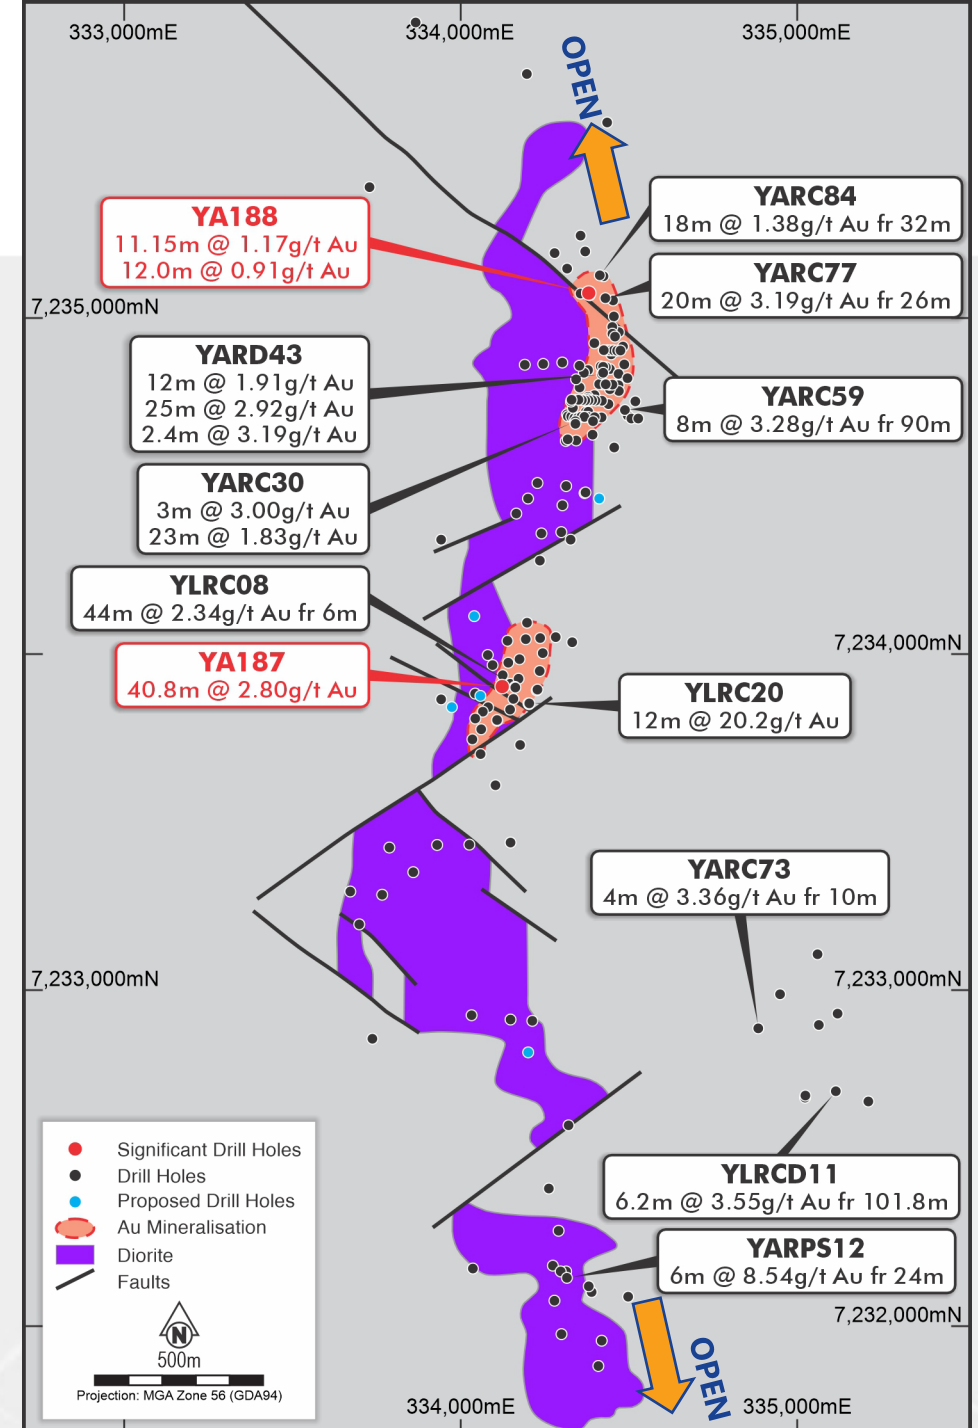 333,000mE
334,000mE
335,000mE
OPEN
YARC84
18m @ 1.38g/t Au fr 32m
YA188
11.15m @ 1.17g/t Au
12.0m @ 0.91g/t Au
YARC77
20m @ 3.19g/t Au fr 26m
7,235,000mN
YARD43
12m @ 1.91g/t Au
25m @ 2.92g/t Au
2.4m @ 3.19g/t Au
YARC59
8m @ 3.28g/t Au fr 90m
YARC30
3m @ 3.00g/t Au
23m @ 1.83g/t Au
YLRC08
44m @ 2.34g/t Au fr 6m
7,234,000mN
YA187
40.8m @ 2.80g/t Au
YLRC20
12m @ 20.2g/t Au
YARC73
4m @ 3.36g/t Au fr 10m
7,233,000mN
7,233,000mN
Significant Drill Holes
Drill Holes
Proposed Drill Holes
Au Mineralisation
Diorite
Faults
N
500m
Projection: MGA Zone 56 (GDA94)
YLRCD11
6.2m @ 3.55g/t Au fr 101.8m
YARPS12
6m @ 8.54g/t Au fr 24m
7,232,000mN
OPEN
334,000mE
335,000mE